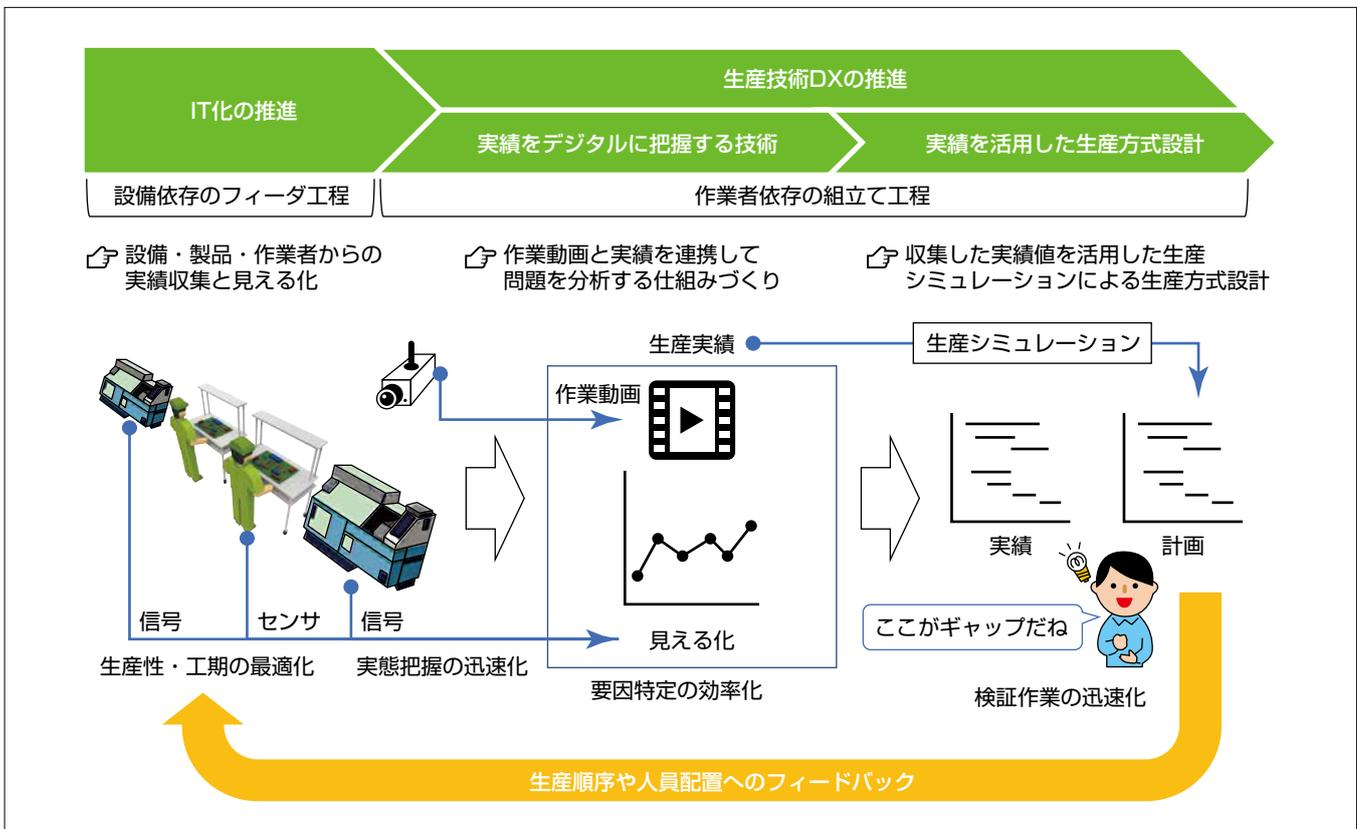 IT化の推進
生産技術DXの推進
実績をデジタルに把握する技術
実績を活用した生産方式設計
設備依存のフィーダ工程
作業者依存の組立て工程
設備・製品・作業者からの
実績収集と見える化
作業動画と実績を連携して
問題を分析する仕組みづくり
収集した実績値を活用した生産
シミュレーションによる生産方式設計
生産実績
生産シミュレーション
作業動画
実績
計画
信号
センサ
信号
見える化
ここがギャップだね
生産性・工期の最適化
実態把握の迅速化
要因特定の効率化
検証作業の迅速化
生産順序や人員配置へのフィードバック